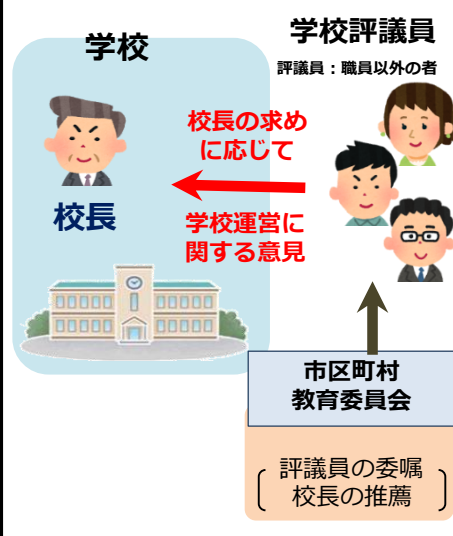 学校
学校評議員
評議員：職員以外の者
校長の求め
に応じて
校長
学校運営に
関する意見
市区町村
教育委員会
評議員の委嘱
校長の推薦